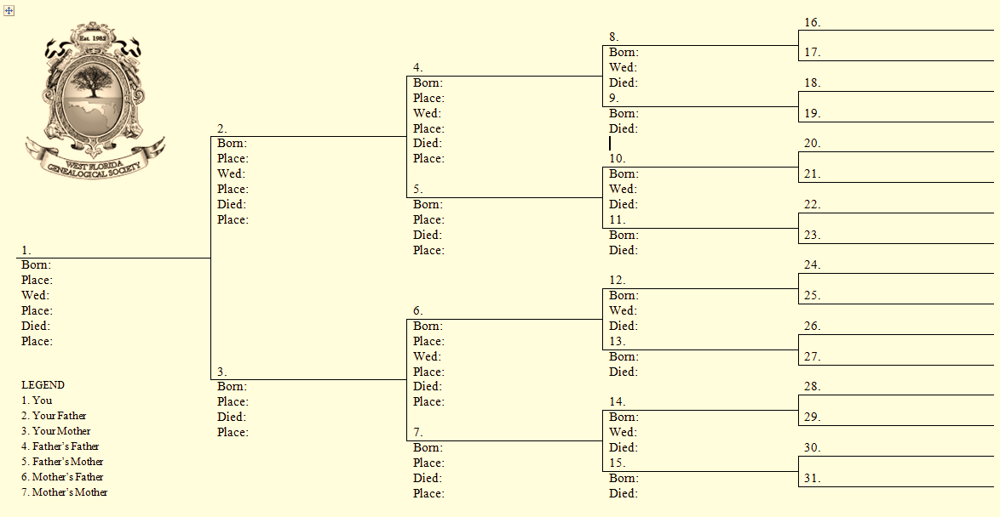 Est. 1982
WEST FLORIDA
GENEALOGICAL SOCIETY
1.
Born:
Place:
Wed:
Place:
Died:
Place:
LEGEND
1. You
2. Your Father
3. Your Mother
4. Father’s Father
5. Father’s Mother
6. Mother’s Father
7. Mother’s Mother
2.
Born:
Place:
Wed:
Place:
Died:
Place:
3.
Born:
Place:
Died:
Place:
4.
Born:
Place:
Wed:
Place:
Died:
Place:
5.
Born:
Place:
Died:
Place:
6.
Born:
Place:
Wed:
Place:
Died:
Place:
7.
Born:
Place:
Died:
Place:
8.
Born:
Wed:
Died:
9.
Born:
Died:
10.
Born:
Wed:
Died:
11.
Born:
Died:
12.
Born:
Wed:
Died:
13.
Born:
Died:
14.
Born:
Wed:
Died:
15.
Born:
Died:
16.
17.
18.
19.
20.
21.
22.
23.
24.
25.
26.
27.
28.
29.
30.
31.